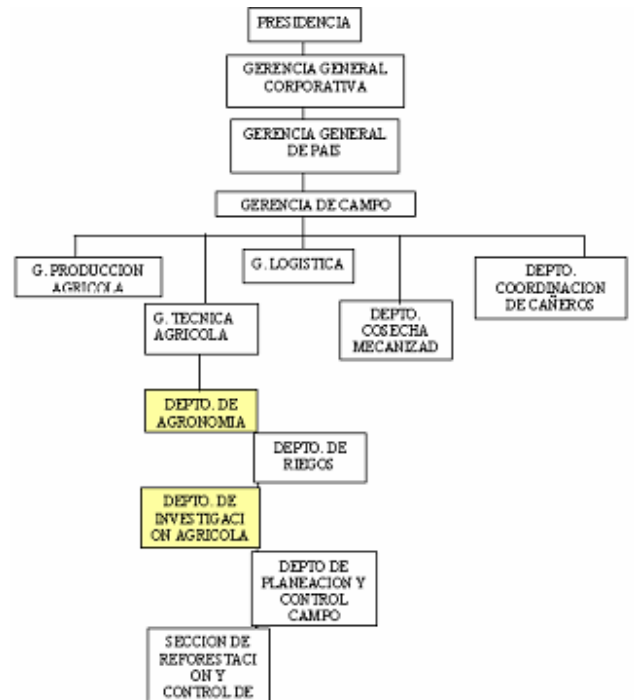 PRESIDENCIA
GERENCIA GENERAL
CORPORATIVA
GERENCIA GENERAL
DE PAIS
GERENCIA DE CAMPO
G. PRODUCCION
AGRICOLA
G. TECNICA
AGRICOLA
G. LOGISTICA
DEPTO.
COSECHA
MECANIZAD
DEPTO.
COORDINACION
DE CAÑEROS
DEPTO. DE
AGRONOMIA
DEPTO. DE
RIEGOS
DEPTO. DE
INVESTIGACI
ON AGRICOLA
DEPTO DE
PLANEACION Y
CONTROL
CAMPO
SECCION DE
REFORESTACI
ON Y
CONTROL DE